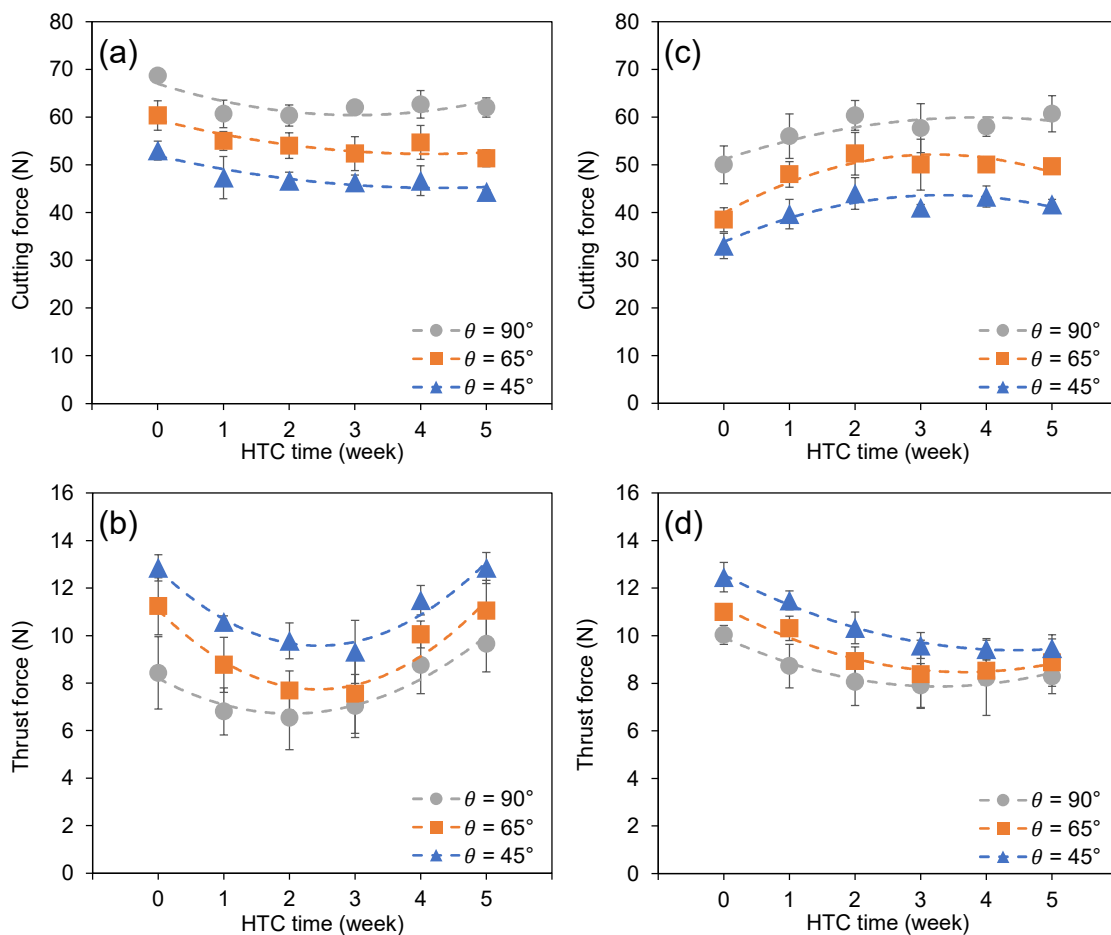 (a)
Cutting force (N)
80
70
60
50
40
30
20
10
0
0 1 2 3 4 5
HTC time (week)
θ = 90°
θ = 65°
θ = 45°
(c)
Cutting force (N)
80
70
60
50
40
30
20
10
0
0 1 2 3 4 5
HTC time (week)
θ = 90°
θ = 65°
θ = 45°
(b)
Thrust force (N)
16
14
12
10
8
6
4
2
0
0 1 2 3 4 5
HTC time (week)
θ = 90°
θ = 65°
θ = 45°
(d)
Thrust force (N)
16
14
12
10
8
6
4
2
0
0 1 2 3 4 5
HTC time (week)
θ = 90°
θ = 65°
θ = 45°